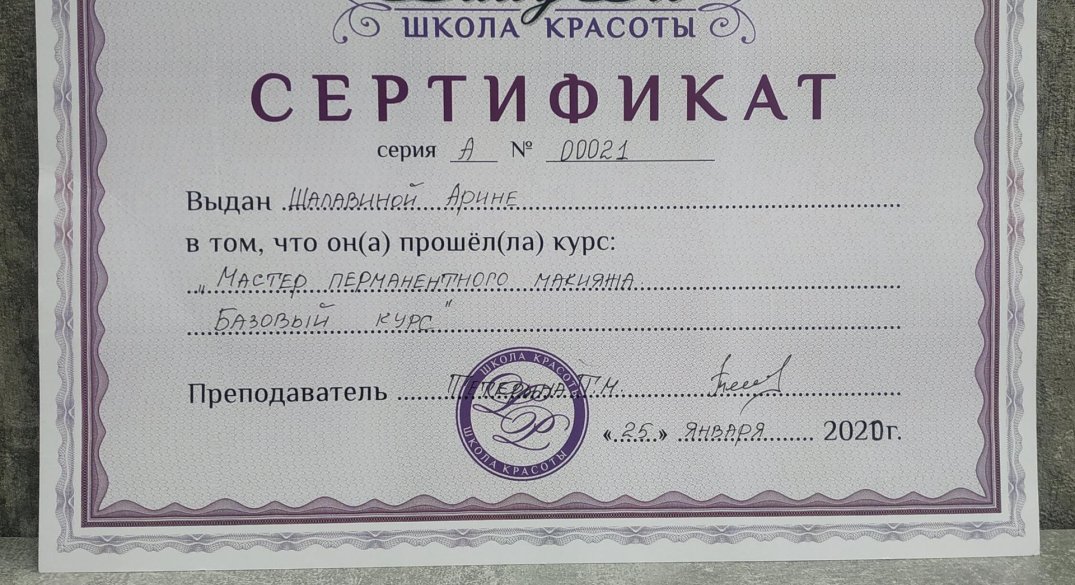 ШКОЛА КРАСОТЫ
СЕРТИФИКАТ
серия А № 00021
Выдан Шалавиной Арине
в том, что он(а) прошёл(ла) курс:
„Мастер перманентного макияжа
Базовый курс"
Преподаватель Т.М.
ШКОЛА КРАСОТЫ
ШКОЛА КРАСОТЫ
«25» января г.